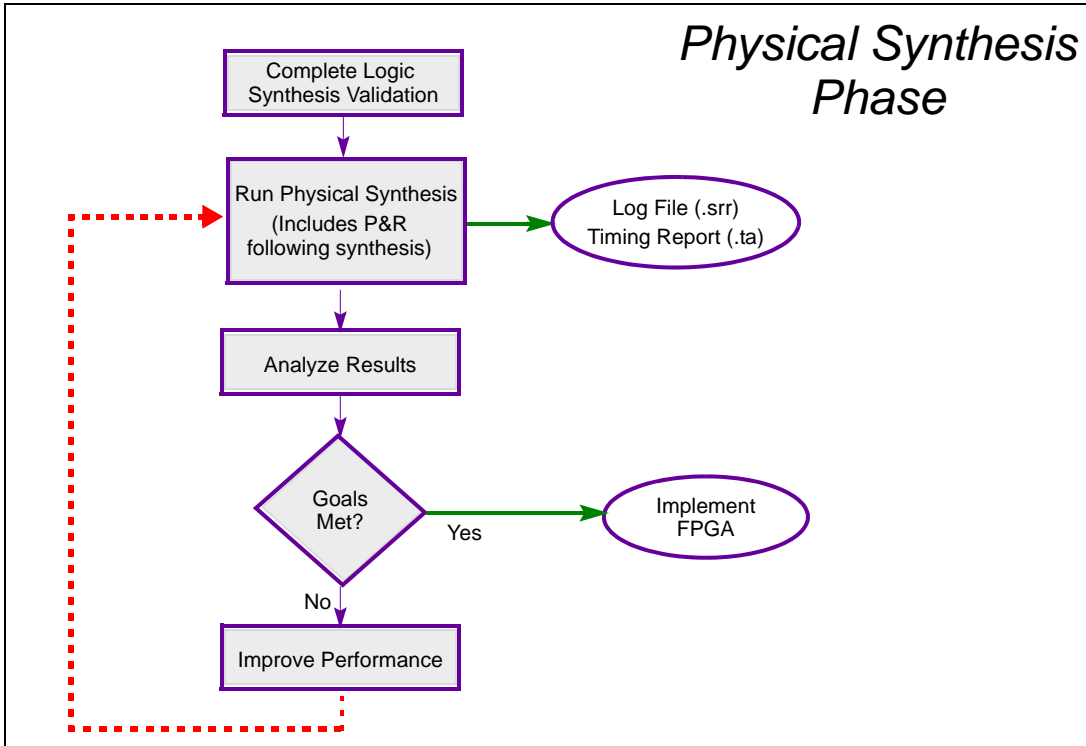 Physical Synthesis
Phase
Complete Logic
Synthesis Validation
Run Physical Synthesis
(Includes P&R
following synthesis)
Log File (.srr)
Timing Report (.ta)
Analyze Results
Goals
Met?
Yes
Implement
FPGA
No
Improve Performance